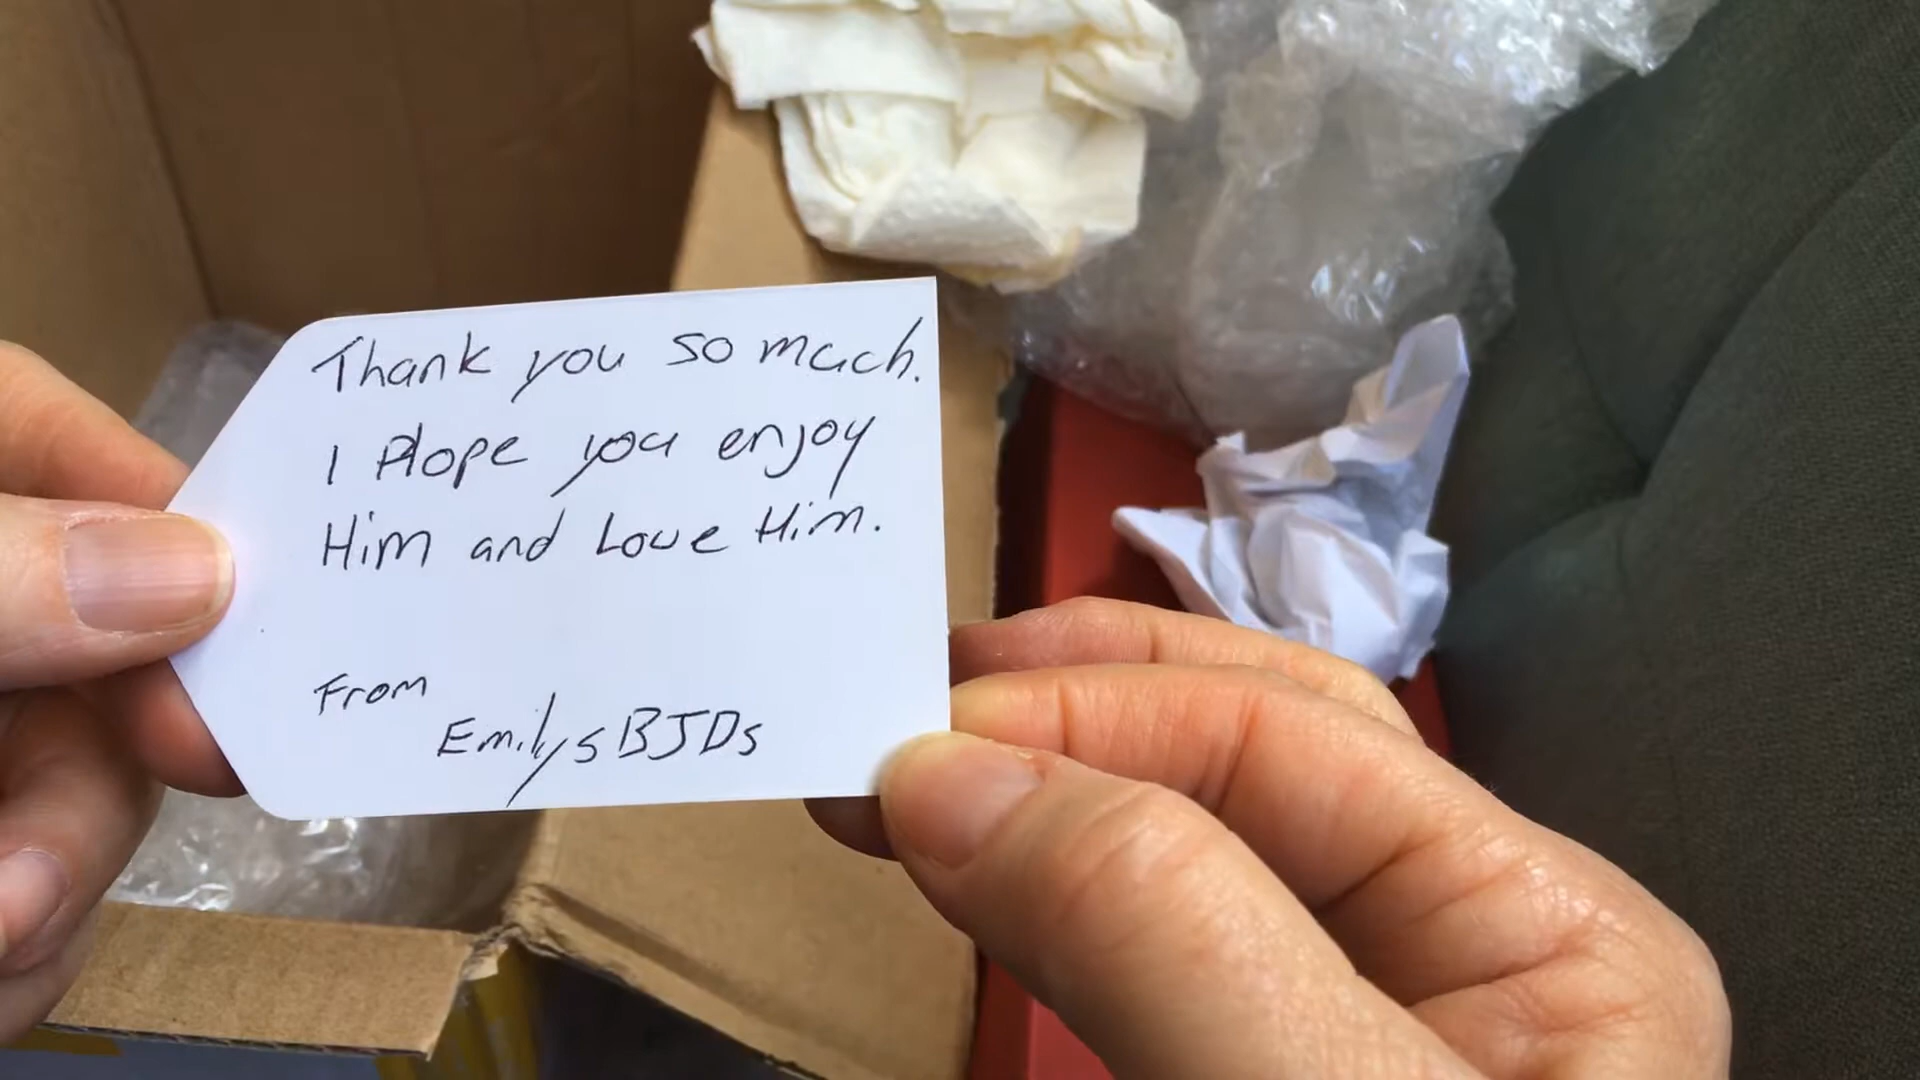 Thank you so much.
I Hope you enjoy
Him and Love Him.
From
EmilysBJDs